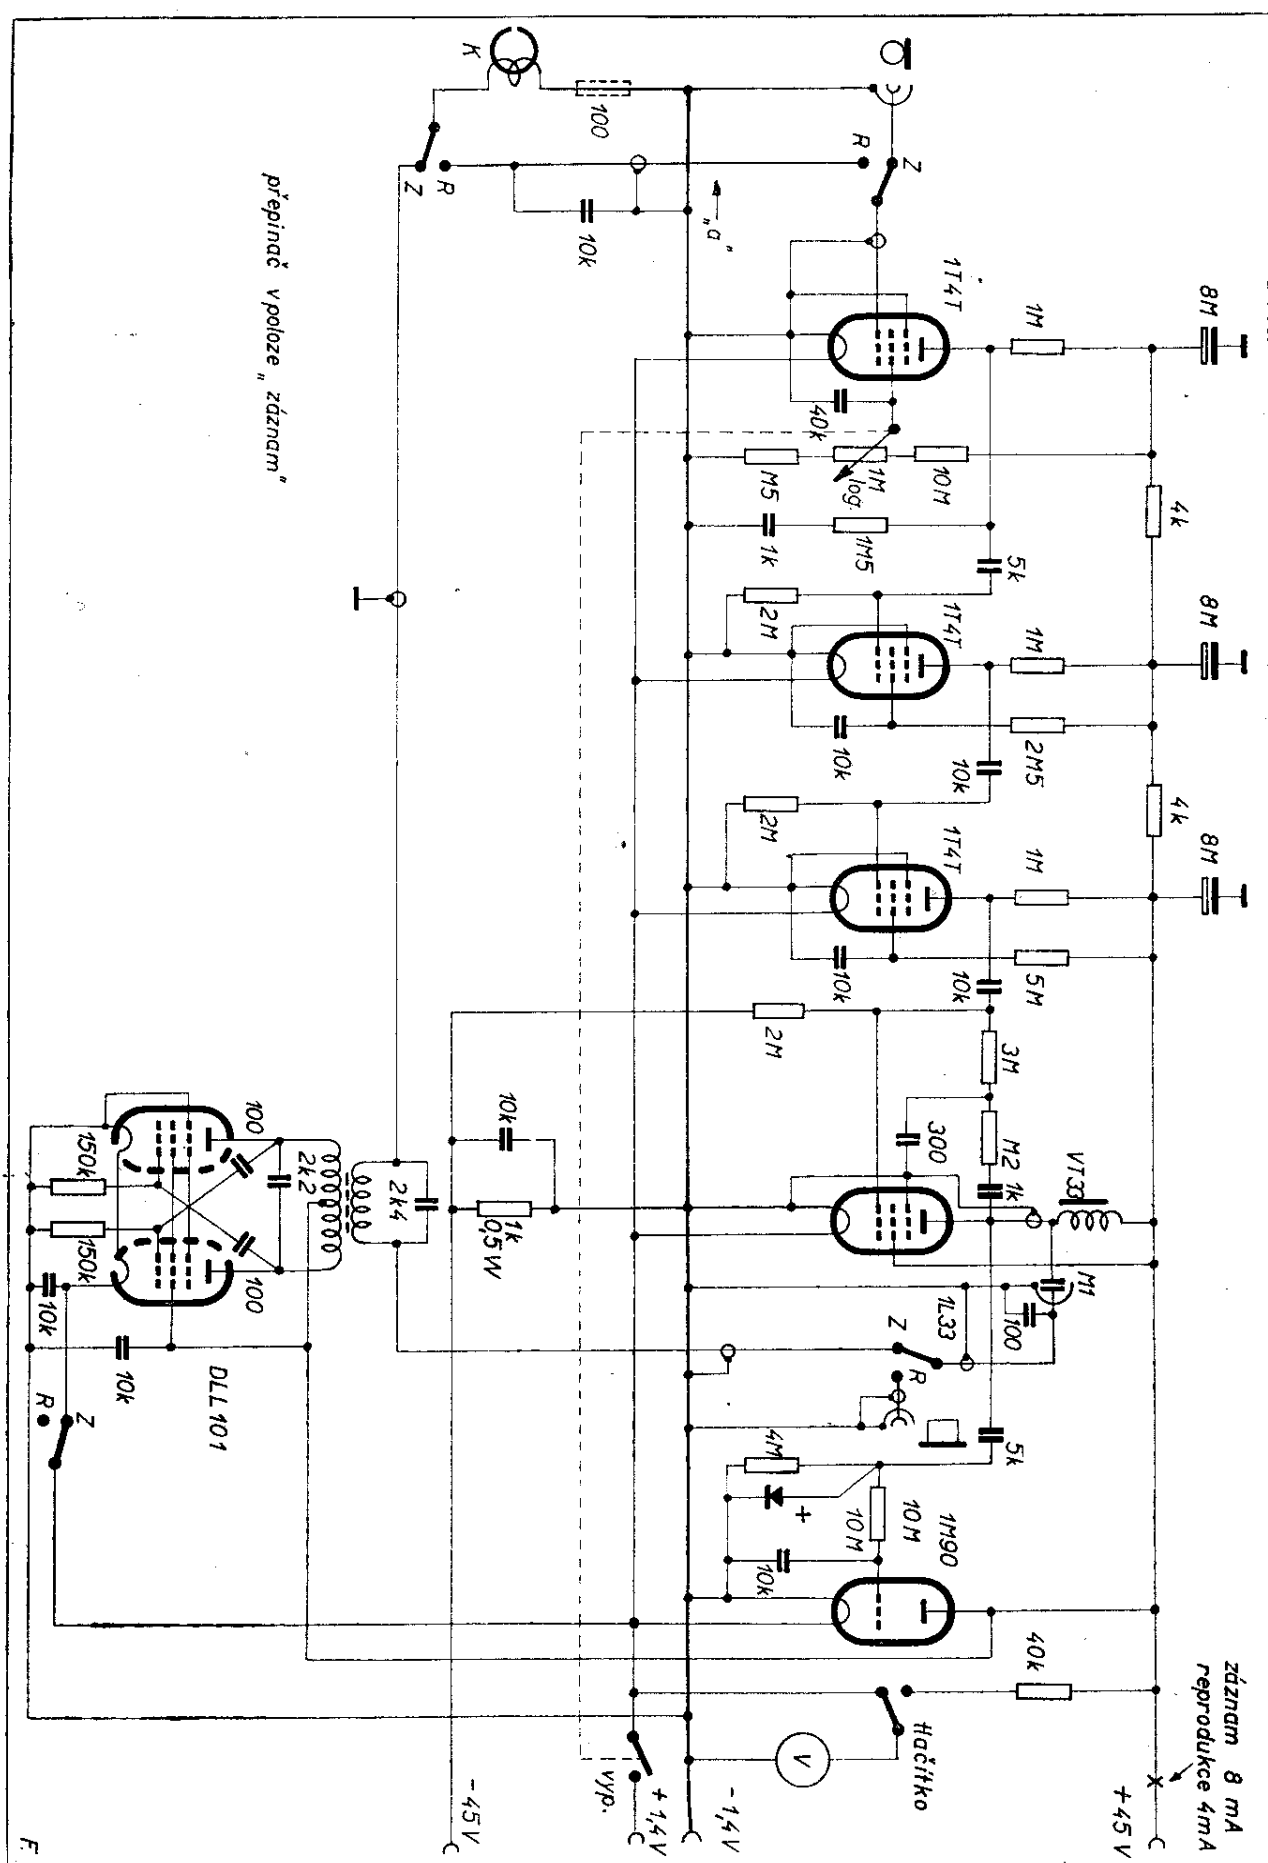 záznam 8 mA
reprodukce 4mA
8M
8M
8M
4k
4k
+45V
1M
1M
2M5
1M
5M
3M
M2
1k
VT33
M1
100
5k
40k
1T4T
5k
1T4T
10k
1T4T
10k
300
1L33
1M90
10M
tlačítko
Z
R
10M
1M
log.
1M5
40k
10k
10k
Z
R
4M
+
10k
10M
V
M5
1k
2M
2M
2M
"a"
- 1,4V
+ 1,4V
vyp.
100
10k
10k
1k
0,5W
- 45V
K
R
Z
2k4
2k2
přepínač v poloze "záznam"
100
100
DLL101
150k
150k
10k
10k
Z
R
F.